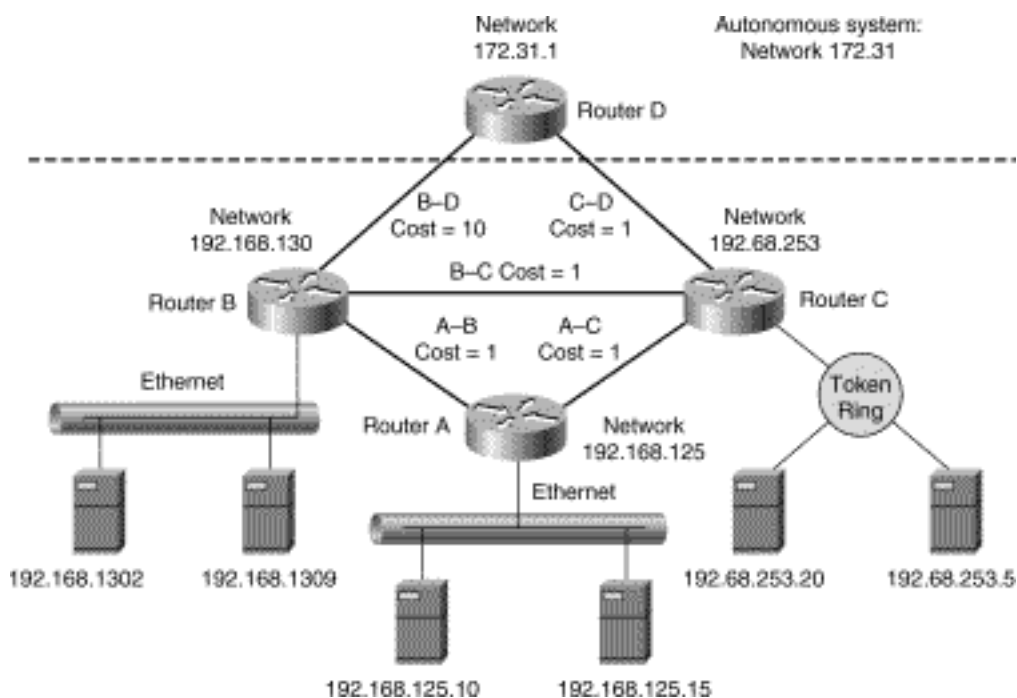 Network
172.31.1
Autonomous system:
Network 172.31
Router D
B–D
Cost = 10
C–D
Cost = 1
Network
192.168.130
Network
192.68.253
B–C Cost = 1
Router B
Router C
A–B
Cost = 1
A–C
Cost = 1
Ethernet
Token
Ring
Router A
Network
192.168.125
Ethernet
192.168.1302
192.168.1309
192.68.253.20
192.68.253.5
192.168.125.10
192.168.125.15